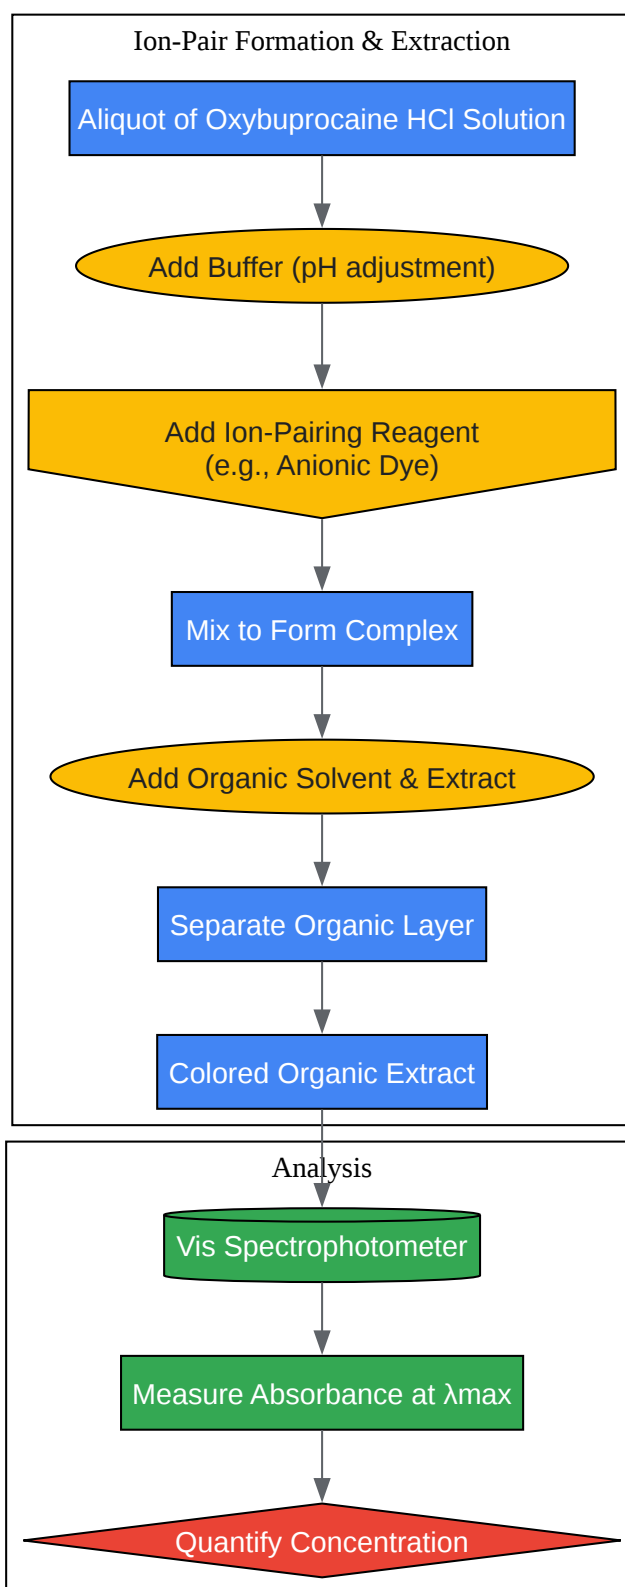 Ion-Pair Formation & Extraction
Aliquot of Oxybuprocaine HCl Solution
Add Buffer (pH adjustment)
Add Ion-Pairing Reagent
(e.g., Anionic Dye)
Mix to Form Complex
Add Organic Solvent & Extract
Separate Organic Layer
Colored Organic Extract
Analysis
Vis Spectrophotometer
Measure Absorbance at λmax
Quantify Concentration